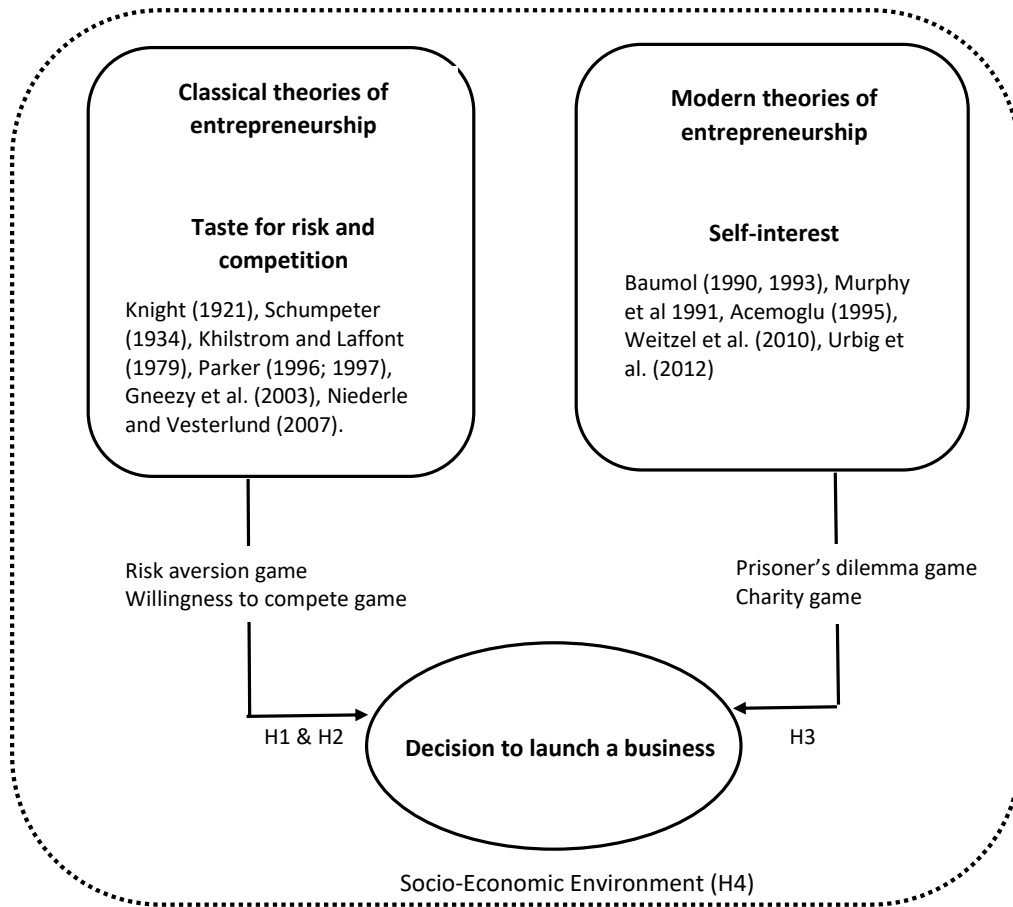 Classical theories of
entrepreneurship
Taste for risk and
competition
Knight (1921), Schumpeter
(1934), Khilstrom and Laffont
(1979), Parker (1996; 1997),
Gneezy et al. (2003), Niederle
and Vesterlund (2007).
Modern theories of
entrepreneurship
Self-interest
Baumol (1990, 1993), Murphy
et al 1991, Acemoglu (1995),
Weitzel et al. (2010), Urbig et
al. (2012)
Risk aversion game
Willingness to compete game
Prisoner’s dilemma game
Charity game
H1 & H2
Decision to launch a business
H3
Socio-Economic Environment (H4)